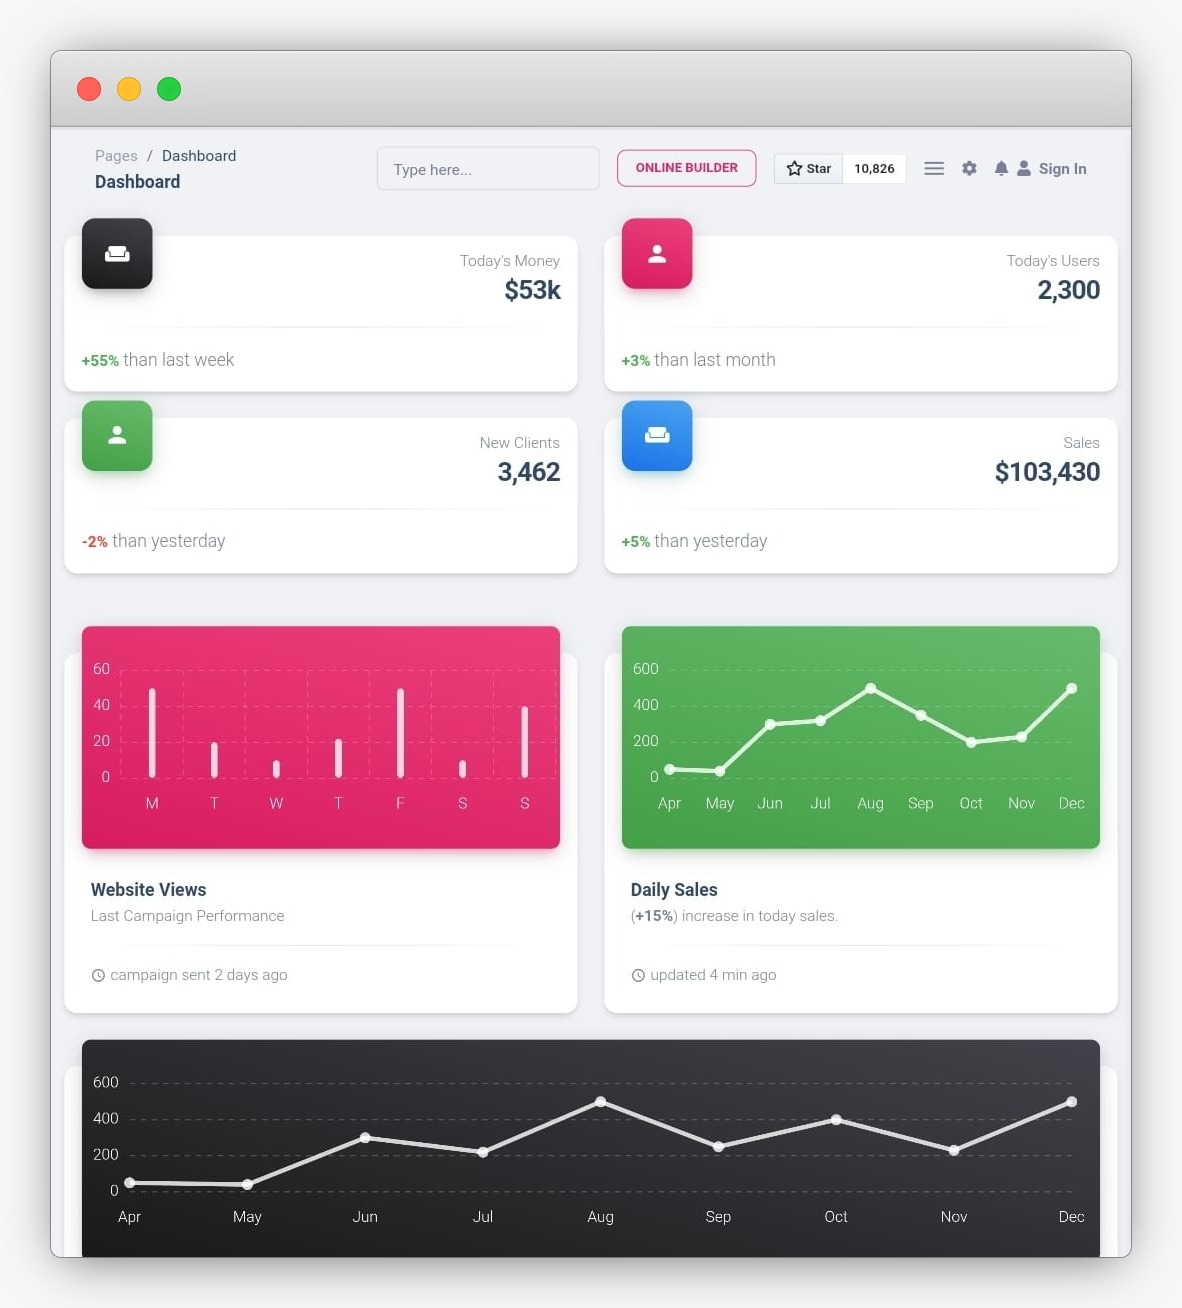 Pages / Dashboard
Dashboard
Type here...
ONLINE BUILDER
Star
10,826
Sign In
Today's Money
$53k
+55% than last week
Today's Users
2,300
+3% than last month
New Clients
3,462
-2% than yesterday
Sales
$103,430
+5% than yesterday
60
40
20
0
M T W T F S S
Website Views
Last Campaign Performance
campaign sent 2 days ago
600
400
200
0
Apr May Jun Jul Aug Sep Oct Nov Dec
Daily Sales
(+15%) increase in today sales.
updated 4 min ago
600
400
200
0
Apr May Jun Jul Aug Sep Oct Nov Dec